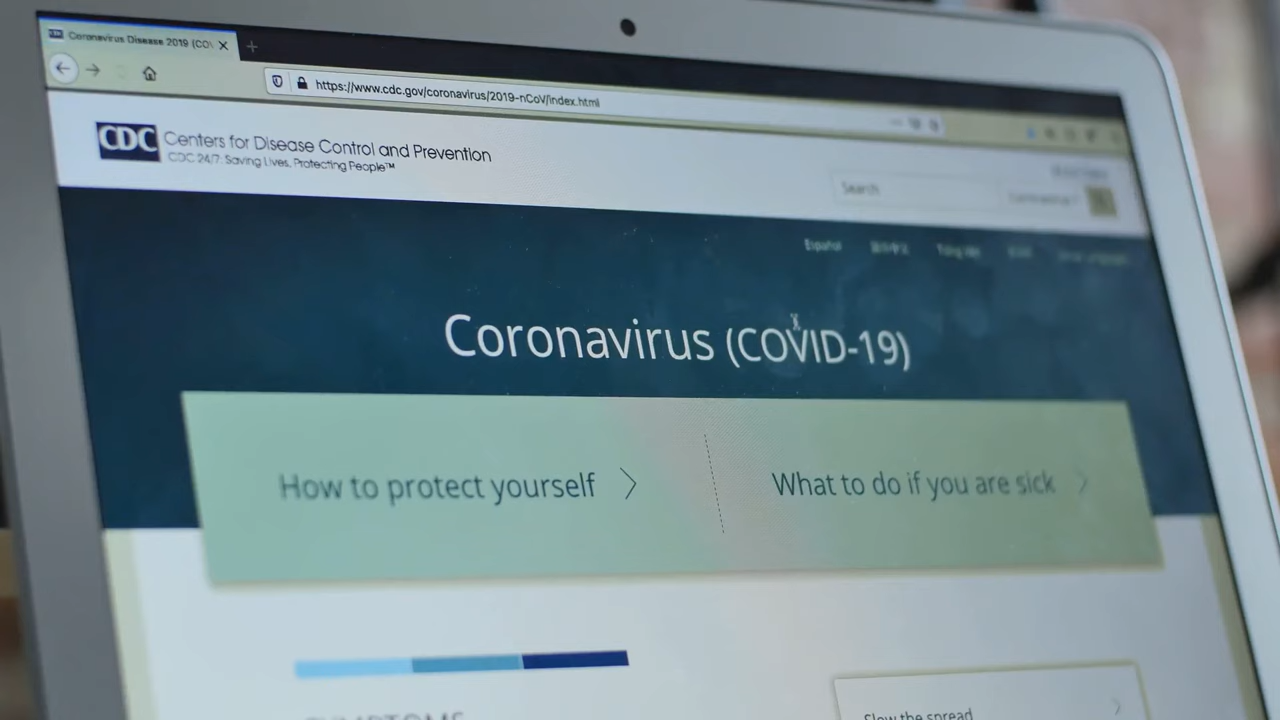 Coronavirus Disease 2019 (COV
https://www.cdc.gov/coronavirus/2019-nCoV/index.html
CDC Centers for Disease Control and Prevention
CDC 24/7: Saving Lives, Protecting People™
Search
Español
Coronavirus (COVID-19)
How to protect yourself
What to do if you are sick
SYMPTOMS
Slow the spread